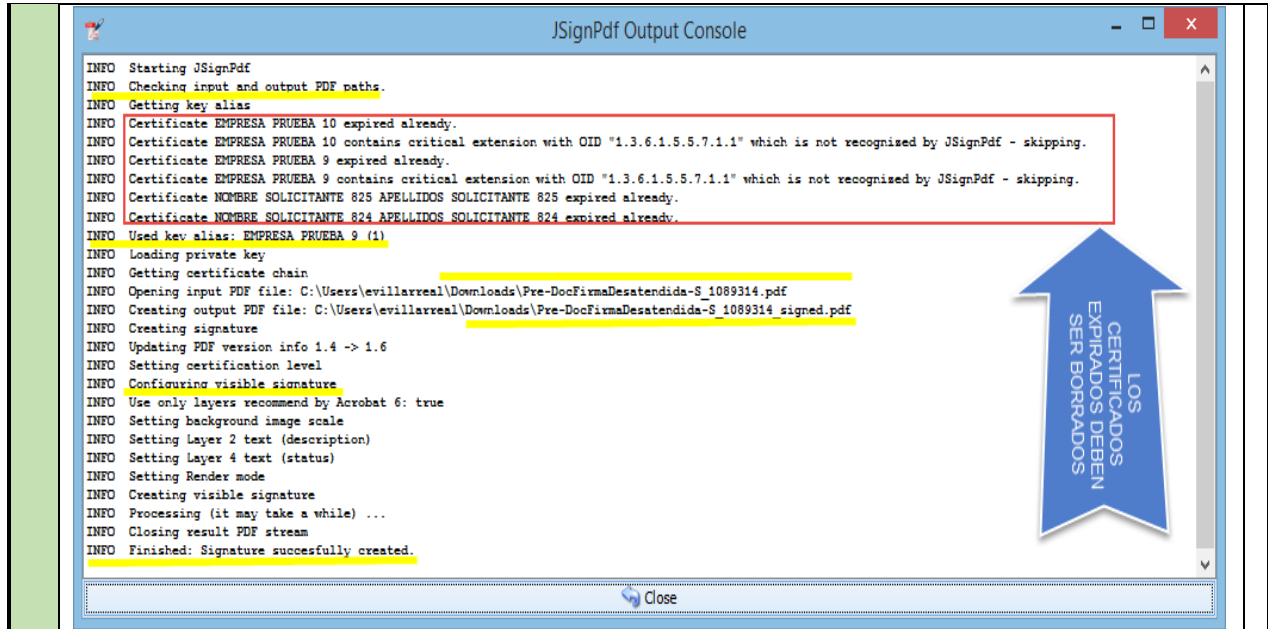 JSignPdf Output Console
INFO Starting JSignPdf
INFO Checking input and output PDF paths.
INFO Getting key alias
INFO Certificate EMPRESA PRUEBA 10 expired already.
INFO Certificate EMPRESA PRUEBA 10 contains critical extension with OID "1.3.6.1.5.5.7.1.1" which is not recognized by JSignPdf - skipping.
INFO Certificate EMPRESA PRUEBA 9 expired already.
INFO Certificate EMPRESA PRUEBA 9 contains critical extension with OID "1.3.6.1.5.5.7.1.1" which is not recognized by JSignPdf - skipping.
INFO Certificate NOMBRE SOLICITANTE 825 APELLIDOS SOLICITANTE 825 expired already.
INFO Certificate NOMBRE SOLICITANTE 824 APELLIDOS SOLICITANTE 824 expired already.
INFO Used key alias: EMPRESA PRUEBA 9 (1)
INFO Loading private key
INFO Getting certificate chain
INFO Opening input PDF file: C:\Users\evillarreal\Downloads\Pre-DocFirmaDesatendida-S_1089314.pdf
INFO Creating output PDF file: C:\Users\evillarreal\Downloads\Pre-DocFirmaDesatendida-S_1089314_signed.pdf
INFO Creating signature
INFO Updating PDF version info 1.4 -> 1.6
INFO Setting certification level
INFO Configuring visible signature
INFO Use only layers recommend by Acrobat 6: true
INFO Setting background image scale
INFO Setting Layer 2 text (description)
INFO Setting Layer 4 text (status)
INFO Setting Render mode
INFO Creating visible signature
INFO Processing (it may take a while) ...
INFO Closing result PDF stream
INFO Finished: Signature succesfully created.
LOS
CERTIFICADOS
EXPIRADOS DEBEN
SER BORRADOS
Close